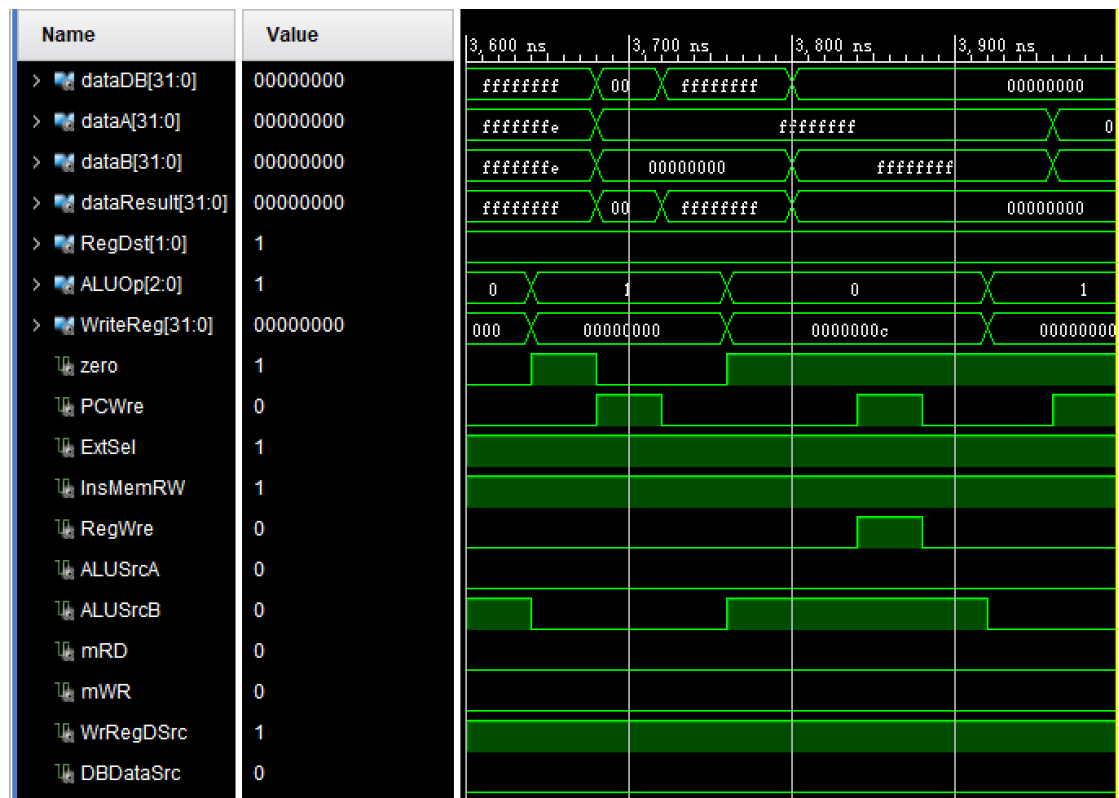 Name Value 3,600 ns 3,700 ns 3,800 ns 3,900 ns
dataDB[31:0] 00000000 ffffffff 00 ffffffff 00000000
dataA[31:0] 00000000 fffffffe ffffffff 0
dataB[31:0] 00000000 fffffffe 00000000 ffffffff
dataResult[31:0] 00000000 ffffffff 00 ffffffff 00000000
RegDst[1:0] 1
ALUOp[2:0] 1 0 1 0 1
WriteReg[31:0] 00000000 000 00000000 0000000c 00000000
zero 1
PCWre 0
ExtSel 1
InsMemRW 1
RegWre 0
ALUSrcA 0
ALUSrcB 0
mRD 0
mWR 0
WrRegDSrc 1
DBDataSrc 0